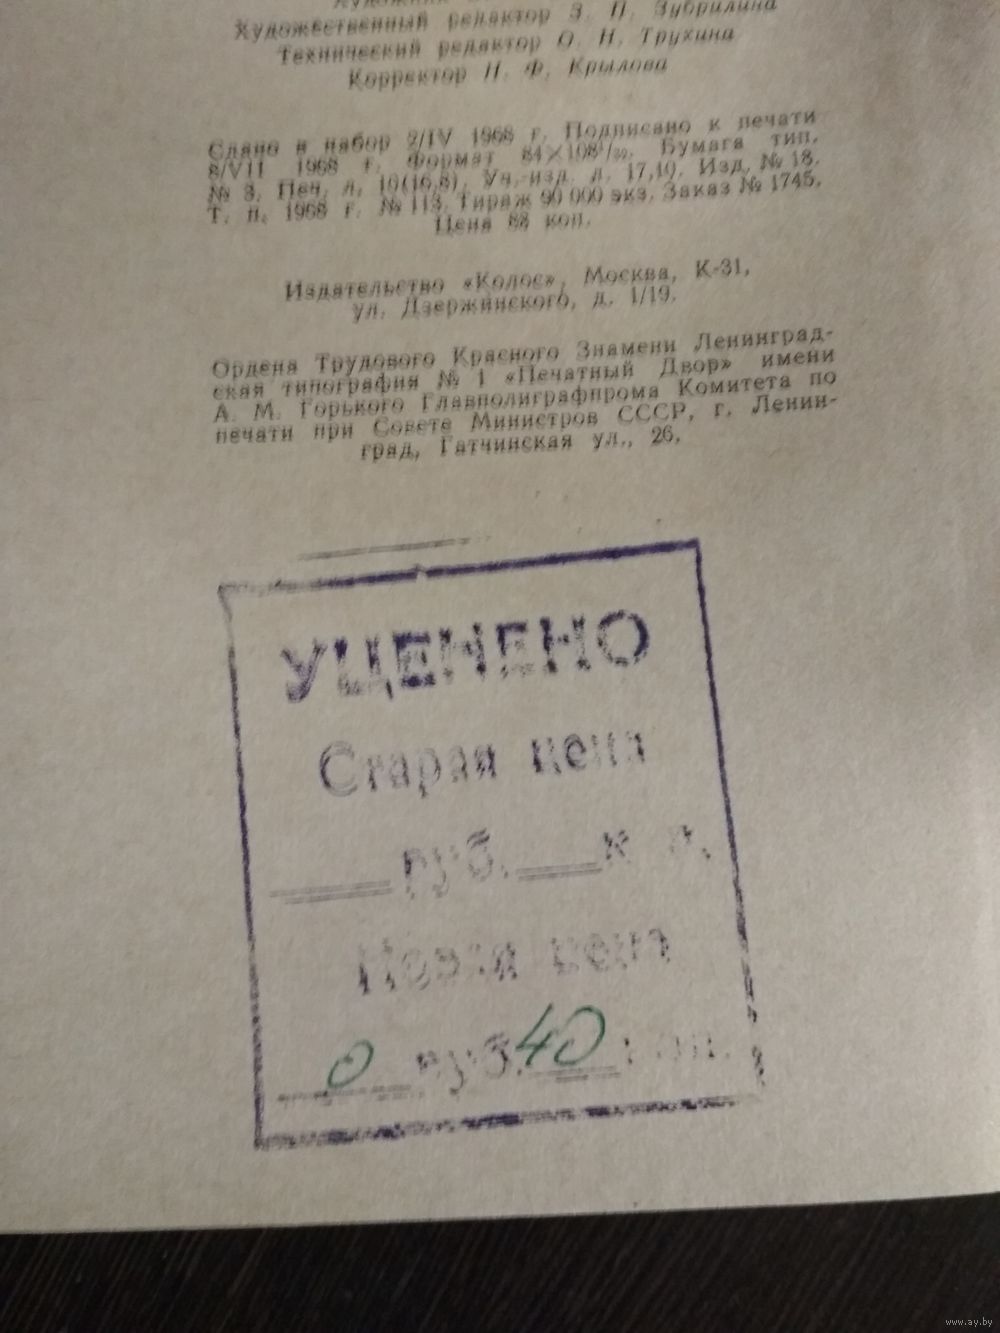 Художественный редактор З. П. Зубрилина
Технический редактор О. Н. Трухина
Корректор Н. Ф. Крылова
Сдано в набор 2/IV 1968 г. Подписано к печати
8/VII 1968 г. Формат 84×108¹/₃₂. Бумага тип.
№ 3. Печ. л. 10(16,8). Уч.-изд. л. 17,19. Изд. № 18.
Т. п. 1968 г. № 113. Тираж 90 000 экз. Заказ № 1745.
Цена 88 коп.
Издательство «Колос», Москва, К-31,
ул. Дзержинского, д. 1/19.
Ордена Трудового Красного Знамени Ленинград-
ская типография № 1 «Печатный Двор» имени
А. М. Горького Главполиграфпрома Комитета по
печати при Совете Министров СССР, г. Ленин-
град, Гатчинская ул., 26.
УЦЕНЕНО
Старая цена
руб. к п.
Новая цена
0 руб. 40 коп.
www.ay.by